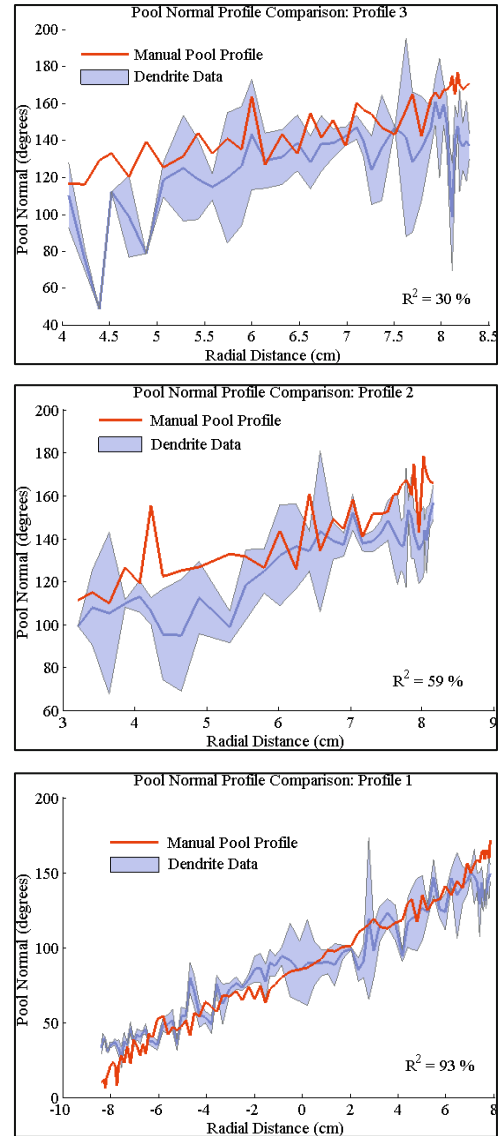 Pool Normal Profile Comparison: Profile 3
200
180
160
140
120
100
80
60
40
Pool Normal (degrees)
Manual Pool Profile
Dendrite Data
R² = 30 %
4 4.5 5 5.5 6 6.5 7 7.5 8 8.5
Radial Distance (cm)
Pool Normal Profile Comparison: Profile 2
200
180
160
140
120
100
80
60
Pool Normal (degrees)
Manual Pool Profile
Dendrite Data
R² = 59 %
3 4 5 6 7 8 9
Radial Distance (cm)
Pool Normal Profile Comparison: Profile 1
200
150
100
50
0
Pool Normal (degrees)
Manual Pool Profile
Dendrite Data
R² = 93 %
-10 -8 -6 -4 -2 0 2 4 6 8
Radial Distance (cm)